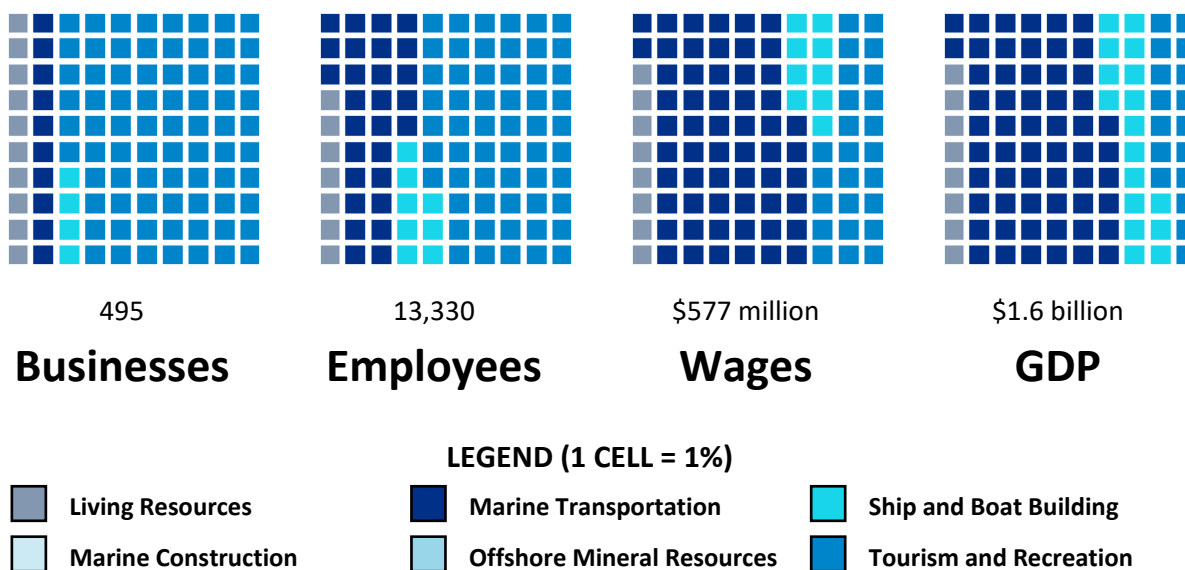 495 13,330 $577 million $1.6 billion
Businesses Employees Wages GDP
LEGEND (1 CELL = 1%)
Living Resources Marine Transportation Ship and Boat Building
Marine Construction Offshore Mineral Resources Tourism and Recreation